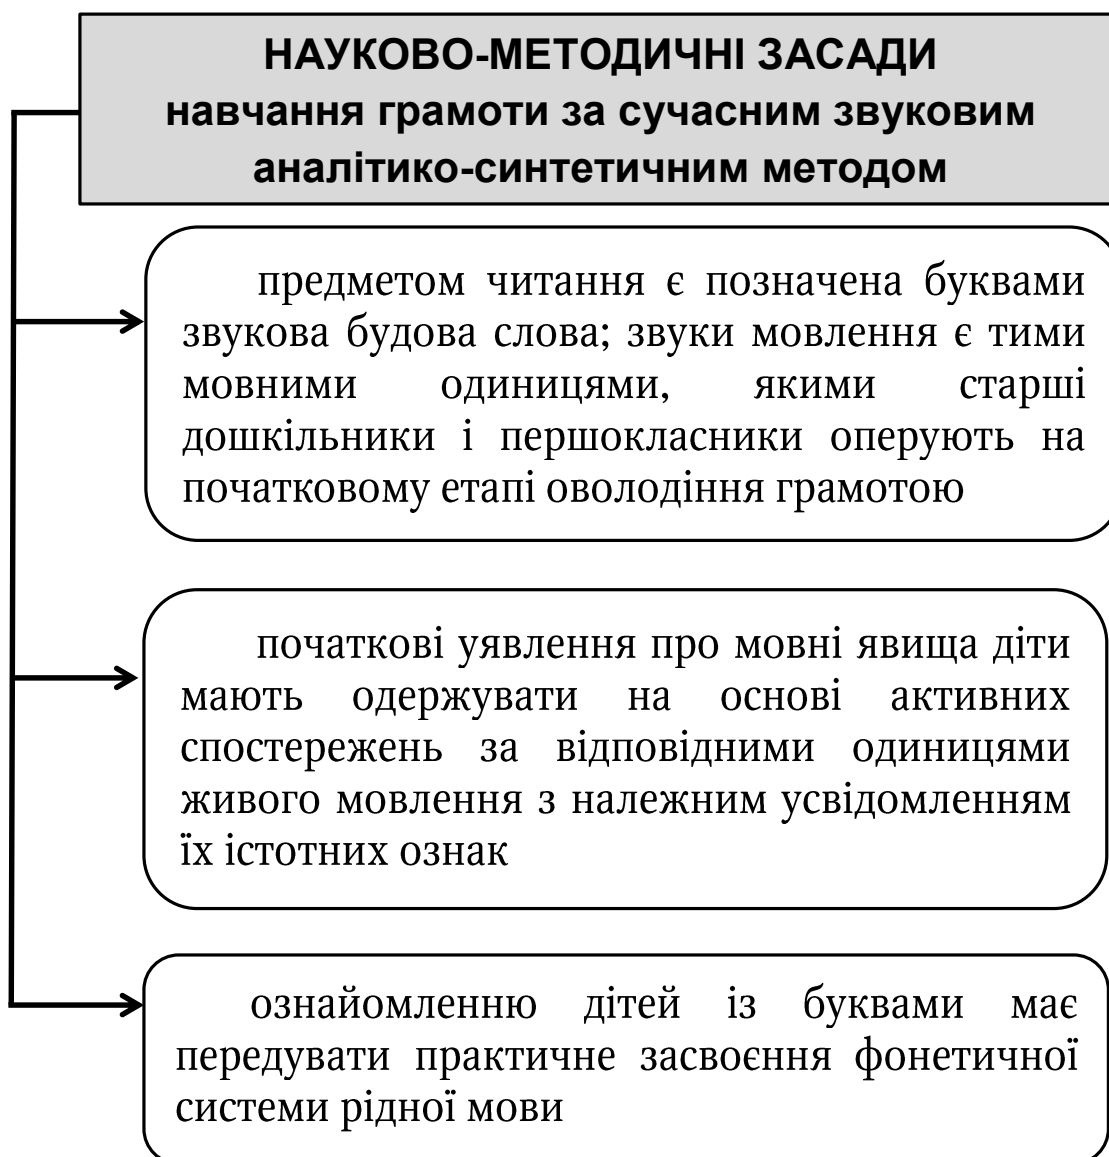 НАУКОВО-МЕТОДИЧНІ ЗАСАДИ
навчання грамоти за сучасним звуковим
аналітико-синтетичним методом
предметом читання є позначена буквами
звукова будова слова; звуки мовлення є тими
мовними одиницями, якими старші
дошкільники і першокласники оперують на
початковому етапі оволодіння грамотою
початкові уявлення про мовні явища діти
мають одержувати на основі активних
спостережень за відповідними одиницями
живого мовлення з належним усвідомленням
їх істотних ознак
ознайомленню дітей із буквами має
передувати практичне засвоєння фонетичної
системи рідної мови